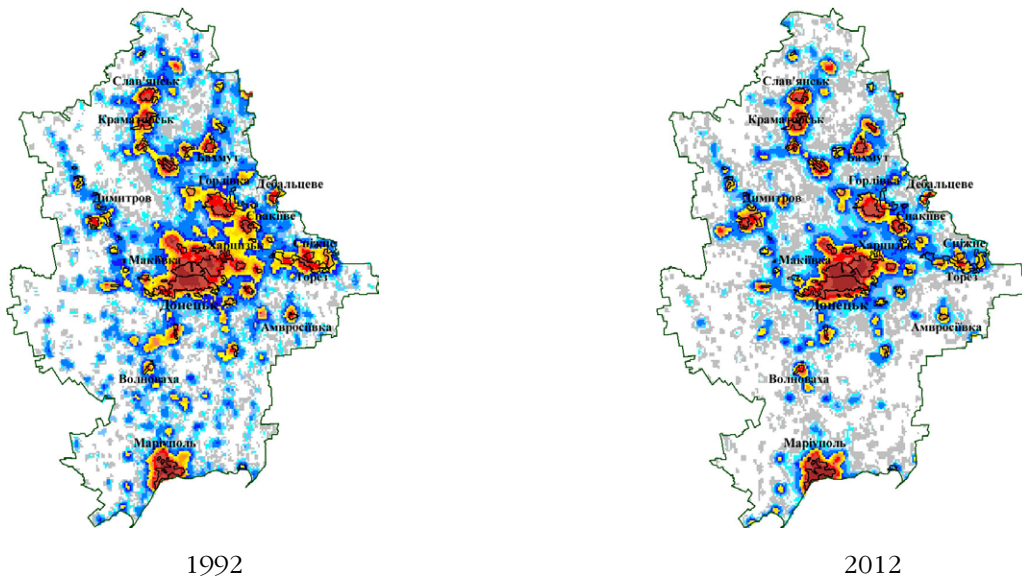 Слав'янськ
Краматорськ
Бахмут
Горлівка
Дебальцеве
Димитров
Єнакієве
Харцизьк
Сніжне
Макіївка
Торез
Донецьк
Амвросіївка
Волноваха
Маріуполь
1992
Слав'янськ
Краматорськ
Бахмут
Горлівка
Дебальцеве
Димитров
Єнакієве
Харцизьк
Сніжне
Макіївка
Торез
Донецьк
Амвросіївка
Волноваха
Маріуполь
2012